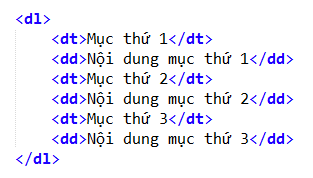 <dl>
    <dt>Mục thứ 1</dt>
    <dd>Nội dung mục thứ 1</dd>
    <dt>Mục thứ 2</dt>
    <dd>Nội dung mục thứ 2</dd>
    <dt>Mục thứ 3</dt>
    <dd>Nội dung mục thứ 3</dd>
</dl>